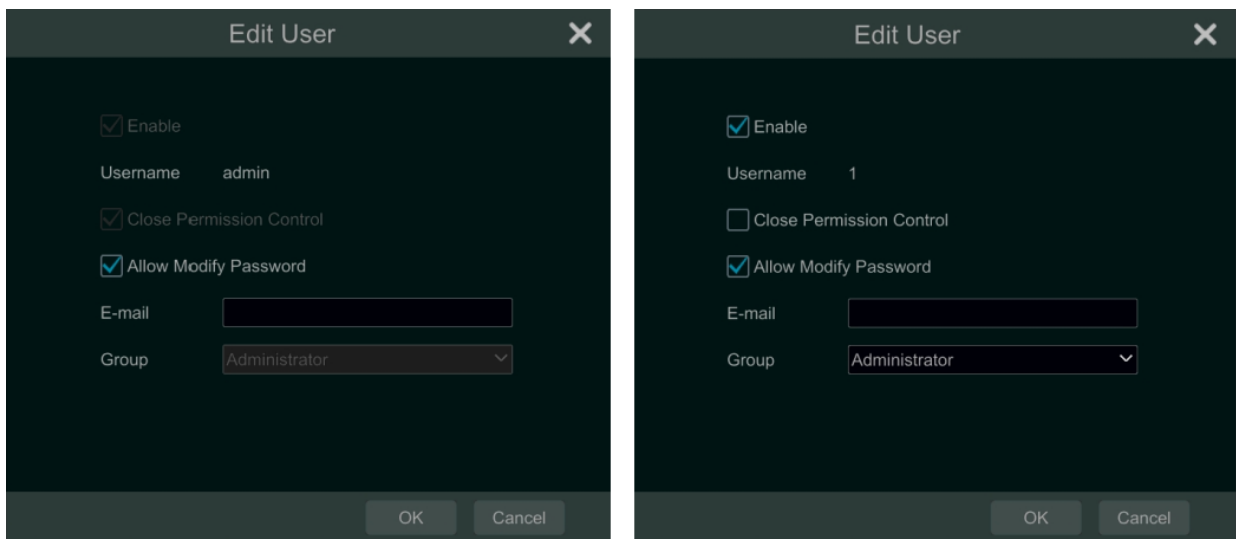 Edit User
Enable
Username admin
Close Permission Control
Allow Modify Password
E-mail
Group Administrator
OK Cancel
Edit User
Enable
Username 1
Close Permission Control
Allow Modify Password
E-mail
Group Administrator
OK Cancel